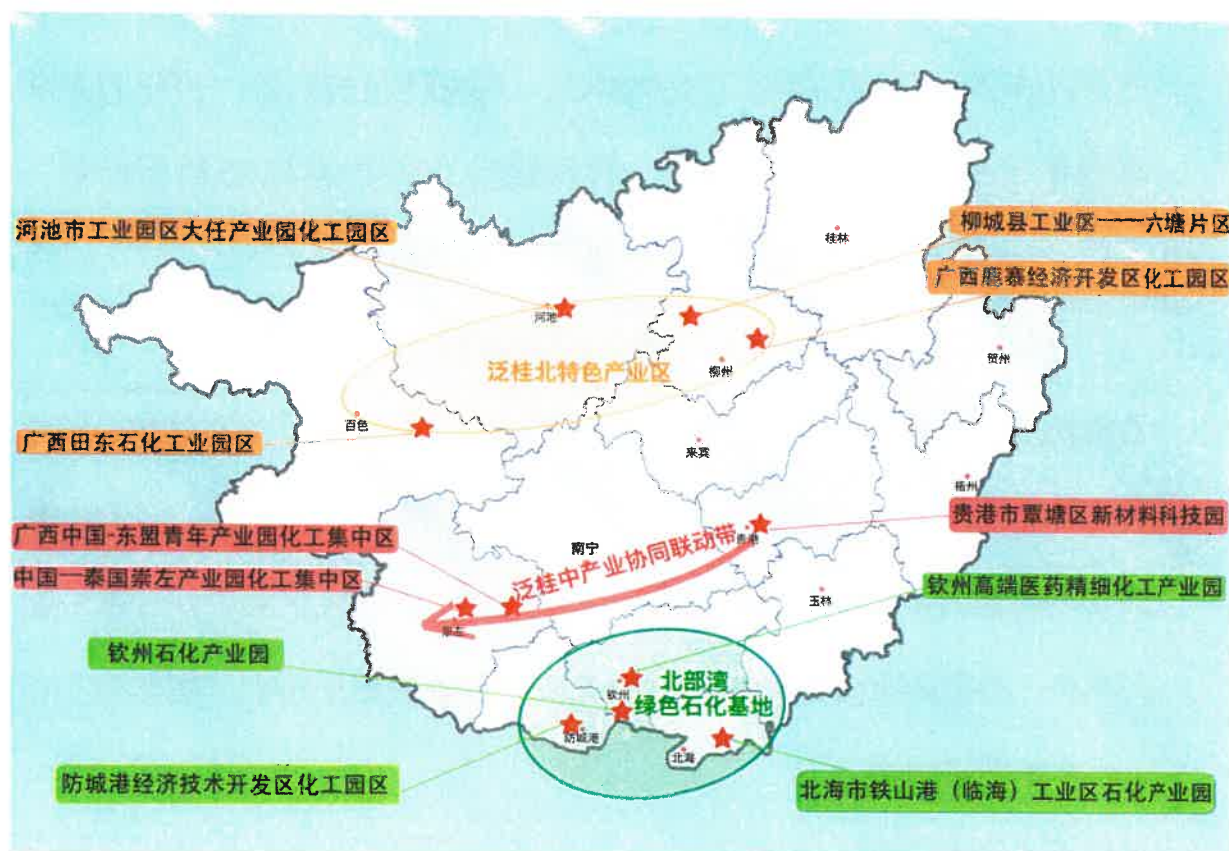 桂林
河池市工业园区大任产业园化工园区
柳城县工业区——六塘片区
广西鹿寨经济开发区化工园区
河池
贺州
泛桂北特色产业区
柳州
百色
广西田东石化工业园区
来宾
梧州
贵港市覃塘区新材料科技园
广西中国-东盟青年产业园化工集中区
南宁
泛桂中产业协同联动带
贵港
中国—泰国崇左产业园化工集中区
钦州高端医药精细化工产业园
玉林
崇左
钦州石化产业园
钦州
北部湾
绿色石化基地
防城港
北海
防城港经济技术开发区化工园区
北海市铁山港（临海）工业区石化产业园